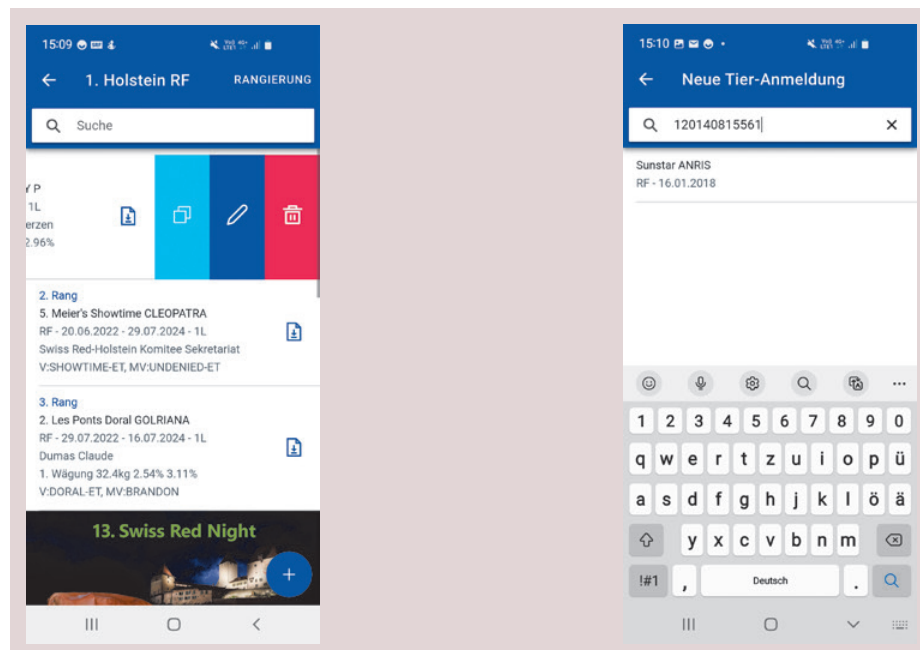 15:09
1. Holstein RF
RANGIERUNG
Suche
Y P
1L
erzen
2.96%
2. Rang
5. Meier's Showtime CLEOPATRA
RF - 20.06.2022 - 29.07.2024 - 1L
Swiss Red-Holstein Komitee Sekretariat
V:SHOWTIME-ET, MV:UNDENIED-ET
3. Rang
2. Les Ponts Doral GOLRIANA
RF - 29.07.2022 - 16.07.2024 - 1L
Dumas Claude
1. Wägung 32.4kg 2.54% 3.11%
V:DORAL-ET, MV:BRANDON
13. Swiss Red Night
15:10
Neue Tier-Anmeldung
120140815561
Sunstar ANRIS
RF - 16.01.2018
1 2 3 4 5 6 7 8 9 0
q w e r t z u i o p ü
a s d f g h j k l ö ä
y x c v b n m
!#1 , Deutsch .